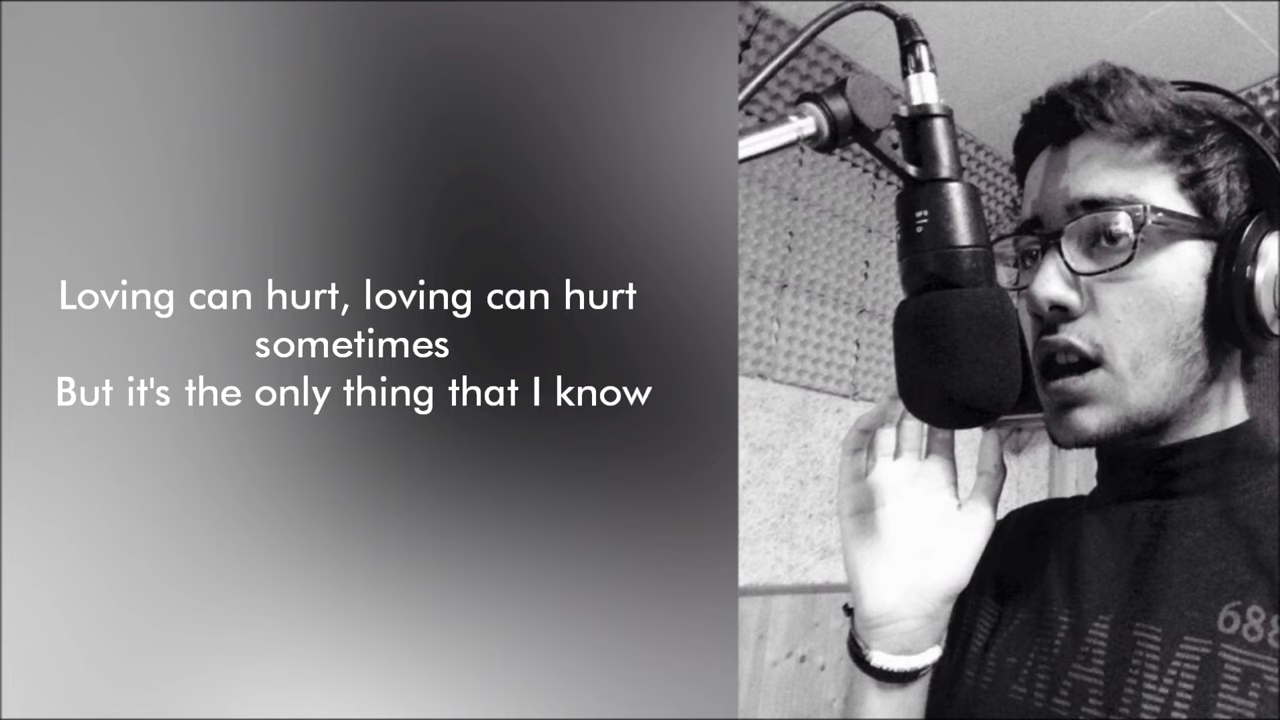 Loving can hurt, loving can hurt
sometimes
But it's the only thing that I know